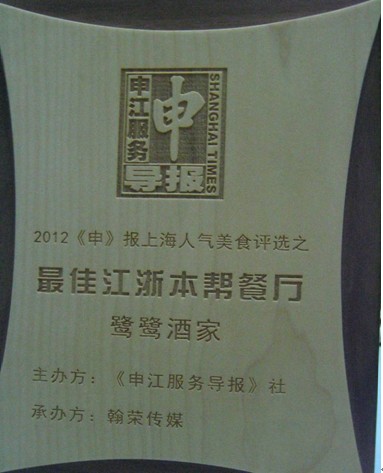 申江服务
申
SHANGHAI TIMES
导报
2012《申》报上海人气美食评选之
最佳江浙本帮餐厅
鹭鹭酒家
主办方：《申江服务导报》社
承办方：翰荣传媒